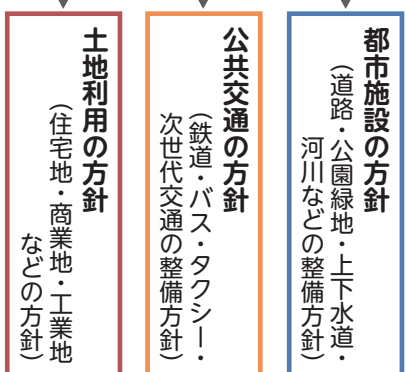 都市施設の方針
（道路・公園緑地・上下水道・
河川などの整備方針）
公共交通の方針
（鉄道・バス・タクシー・
次世代交通の整備方針）
土地利用の方針
（住宅地・商業地・工業地
などの方針）